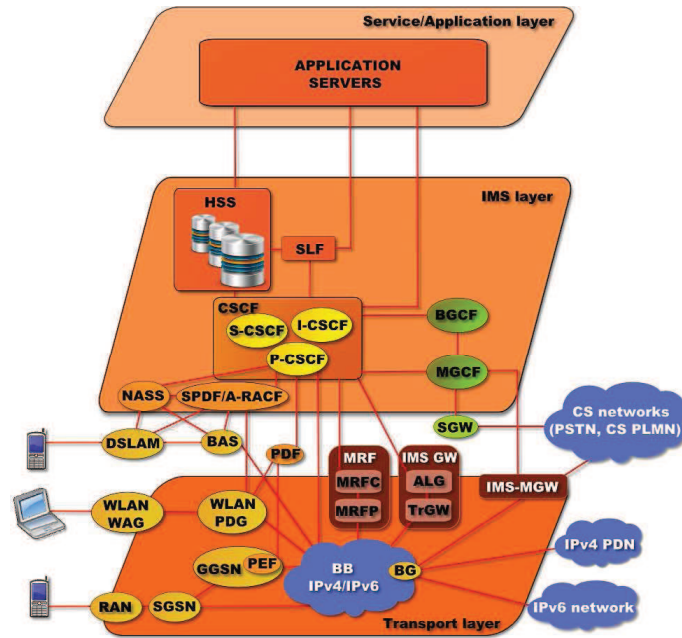 Service/Application layer
APPLICATION
SERVERS
IMS layer
HSS
SLF
CSCF
S-CSCF
I-CSCF
P-CSCF
BGCF
MGCF
SGW
NASS
SPDF/A-RACF
DSLAM
BAS
PDF
CS networks
(PSTN, CS PLMN)
MRF
MRFC
MRFP
IMS GW
ALG
TrGW
IMS-MGW
WLAN
WAG
WLAN
PDG
GGSN
PEF
BB
IPv4/IPv6
BG
IPv4 PDN
IPv6 network
RAN
SGSN
Transport layer